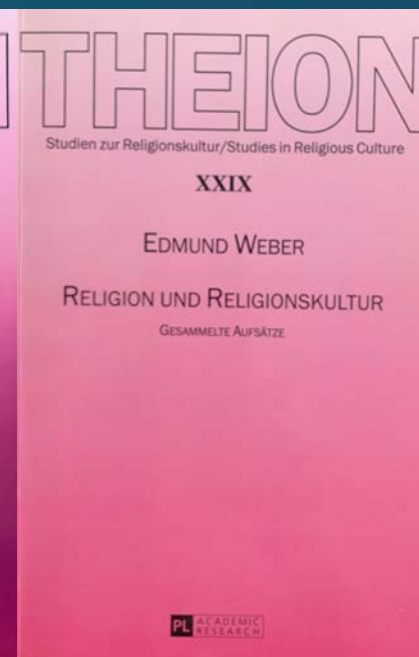 THEION
Studien zur Religionskultur/Studies in Religious Culture
XXIX
EDMUND WEBER
RELIGION UND RELIGIONSKULTUR
GESAMMELTE AUFSÄTZE
PL ACADEMIC
RESEARCH